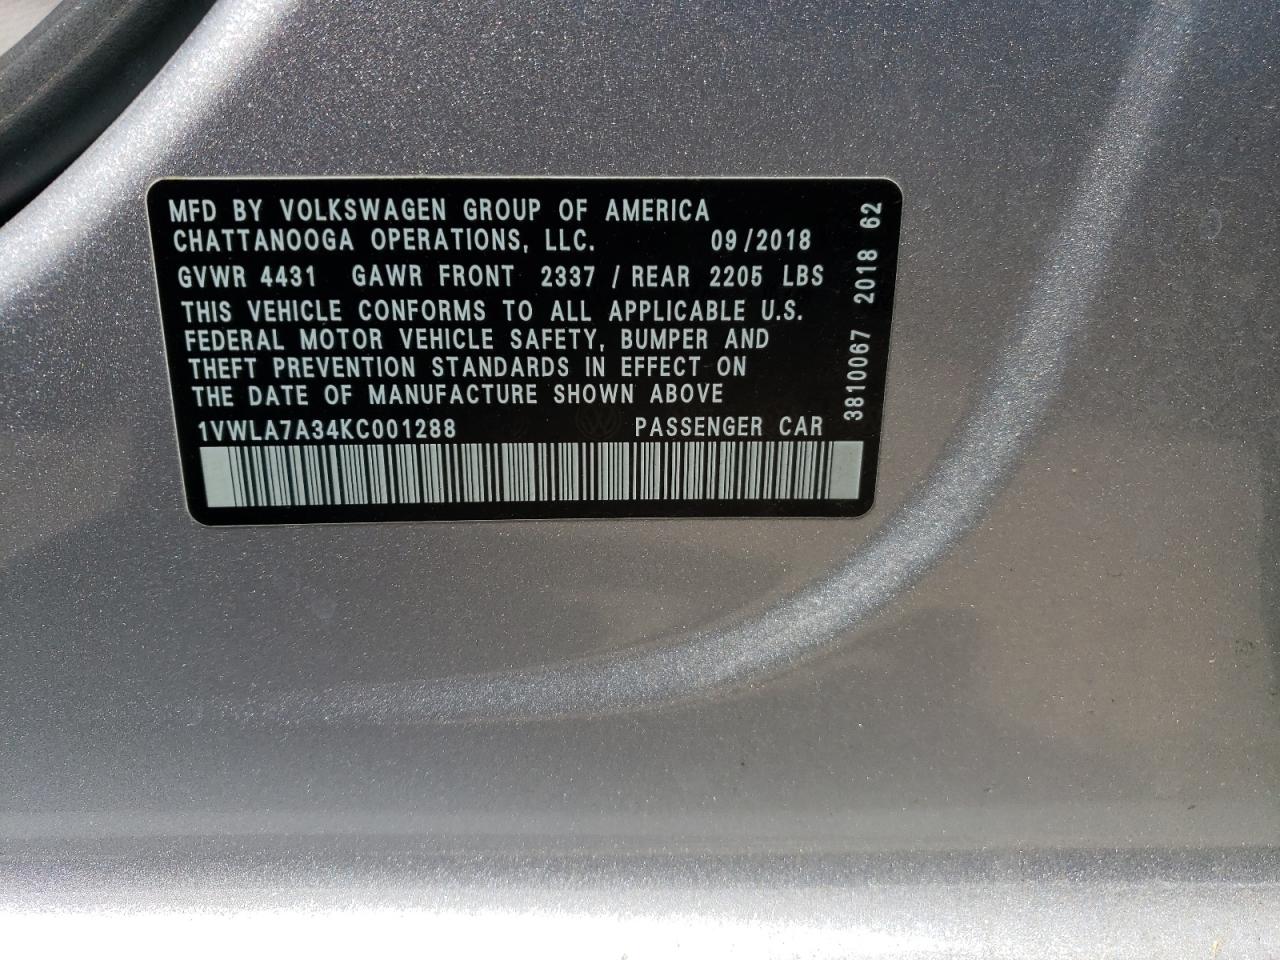 MFD BY VOLKSWAGEN GROUP OF AMERICA
CHATTANOOGA OPERATIONS, LLC. 09/2018
GVWR 4431 GAWR FRONT 2337 / REAR 2205 LBS
THIS VEHICLE CONFORMS TO ALL APPLICABLE U.S.
FEDERAL MOTOR VEHICLE SAFETY, BUMPER AND
THEFT PREVENTION STANDARDS IN EFFECT ON
THE DATE OF MANUFACTURE SHOWN ABOVE
1VWLA7A34KC001288 PASSENGER CAR
3810067 2018 62